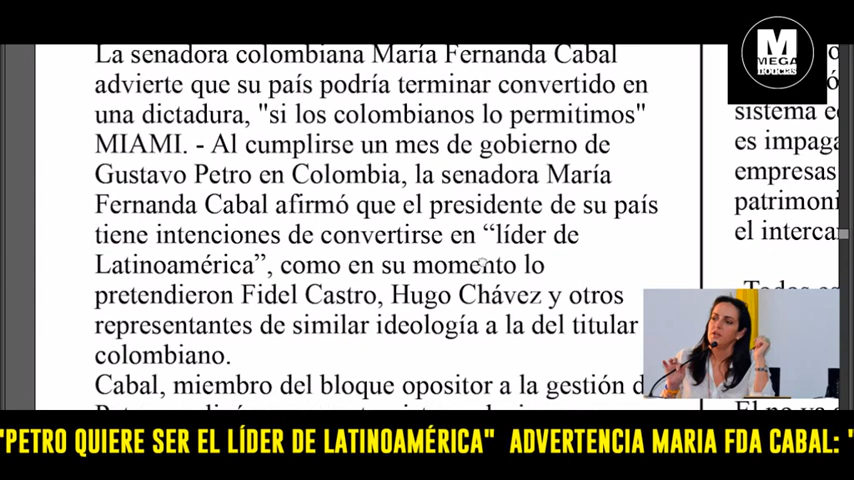 MEGA
noticias
La senadora colombiana María Fernanda Cabal
advierte que su país podría terminar convertido en
una dictadura, "si los colombianos lo permitimos"
MIAMI. - Al cumplirse un mes de gobierno de
Gustavo Petro en Colombia, la senadora María
Fernanda Cabal afirmó que el presidente de su país
tiene intenciones de convertirse en “líder de
Latinoamérica”, como en su momento lo
pretendieron Fidel Castro, Hugo Chávez y otros
representantes de similar ideología a la del titular
colombiano.
Cabal, miembro del bloque opositor a la gestión
sistema
es impaga
empresas
patrimoni
el interca
"PETRO QUIERE SER EL LÍDER DE LATINOAMÉRICA" ADVERTENCIA MARIA FDA CABAL: "